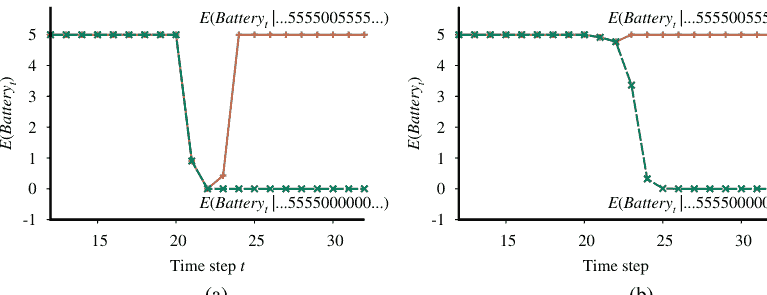 E(Battery_t |...5555005555...)
5
4
3
2
1
0
-1
E(Battery_t)
E(Battery_t |...5555000000...)
15 20 25 30
Time step t
(a)
E(Battery_t |...555500555
5
4
3
2
1
0
-1
E(Battery_t)
E(Battery_t |...555500000
15 20 25 30
Time step
(b)